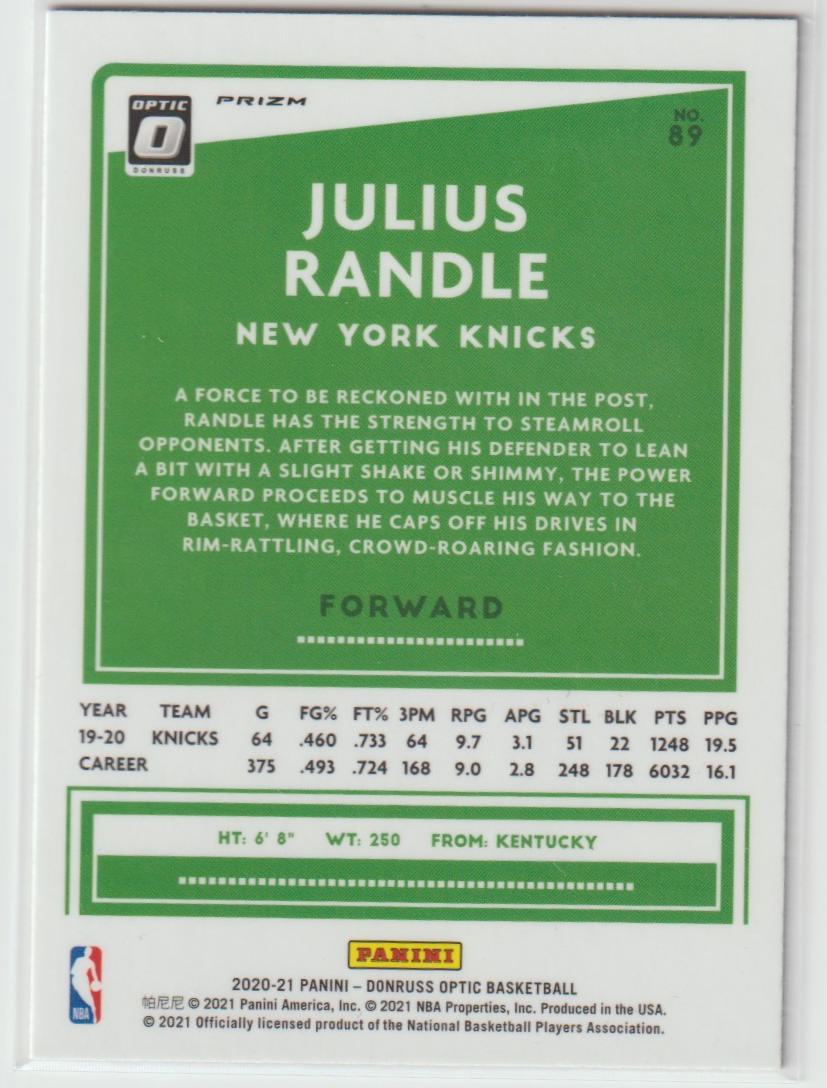 OPTIC
O
DONRUSS
PRIZM
NO.
89
JULIUS
RANDLE
NEW YORK KNICKS
A FORCE TO BE RECKONED WITH IN THE POST,
RANDLE HAS THE STRENGTH TO STEAMROLL
OPPONENTS. AFTER GETTING HIS DEFENDER TO LEAN
A BIT WITH A SLIGHT SHAKE OR SHIMMY, THE POWER
FORWARD PROCEEDS TO MUSCLE HIS WAY TO THE
BASKET, WHERE HE CAPS OFF HIS DRIVES IN
RIM-RATTLING, CROWD-ROARING FASHION.
FORWARD
YEAR TEAM G FG% FT% 3PM RPG APG STL BLK PTS PPG
19-20 KNICKS 64 .460 .733 64 9.7 3.1 51 22 1248 19.5
CAREER 375 .493 .724 168 9.0 2.8 248 178 6032 16.1
HT: 6' 8" WT: 250 FROM: KENTUCKY
PANINI
NBA
2020-21 PANINI – DONRUSS OPTIC BASKETBALL
帕尼尼 © 2021 Panini America, Inc. © 2021 NBA Properties, Inc. Produced in the USA.
© 2021 Officially licensed product of the National Basketball Players Association.